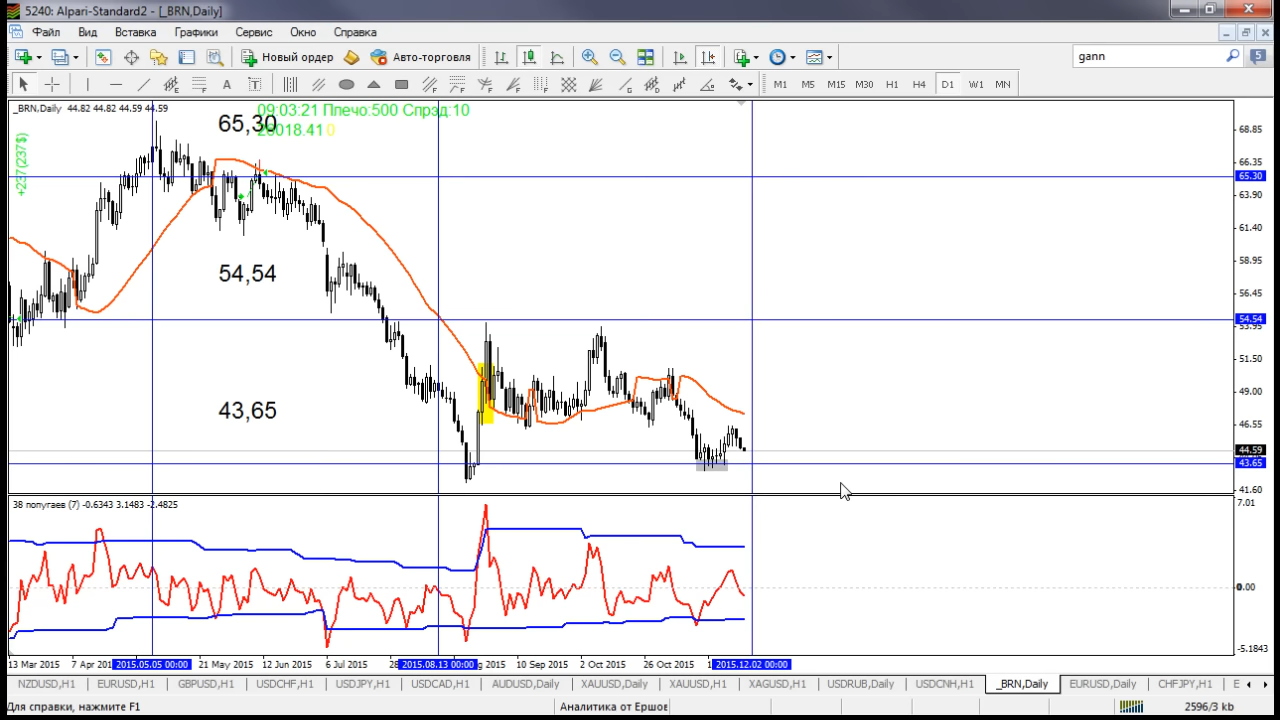 5240: Alpari-Standard2 - [_BRN,Daily]
Файл Вид Вставка Графики Сервис Окно Справка
Новый ордер Авто-торговля gann 5
A T M1 M5 M15 M30 H1 H4 D1 W1 MN
_BRN,Daily 44.82 44.82 44.59 44.59
09:03:21 Плечо:500 Спрэд:10
65,30
+237(237$)
54,54
43,65
68.85
66.35
65.30
63.90
61.40
58.95
56.45
54.54
53.95
51.50
49.00
46.55
44.59
43.65
41.60
38 попугаев (7) -0.6343 3.1483 -2.4825
7.01
0.00
-5.1843
13 Mar 2015 7 Apr 201 2015.05.05 00:00 21 May 2015 12 Jun 2015 6 Jul 2015 28 2015.08.13 00:00 g 2015 10 Sep 2015 2 Oct 2015 26 Oct 2015 1 2015.12.02 00:00
NZDUSD,H1 EURUSD,H1 GBPUSD,H1 USDCHF,H1 USDJPY,H1 USDCAD,H1 AUDUSD,Daily XAUUSD,Daily XAUUSD,H1 XAGUSD,H1 USDRUB,Daily USDCNH,H1 _BRN,Daily EURUSD,Daily CHFJPY,H1 E
Для справки, нажмите F1 Аналитика от Ершов 2596/3 kb